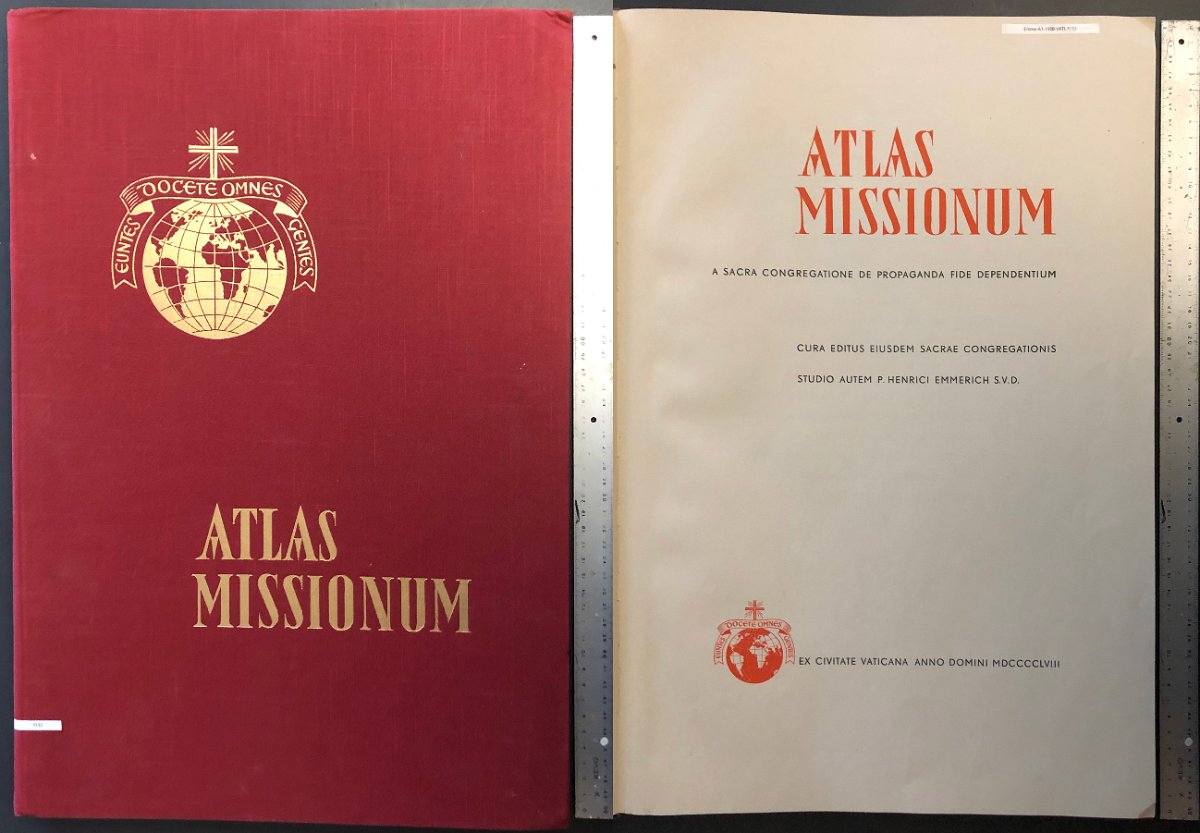 EUNTES DOCETE OMNES GENTES
ATLAS
MISSIONUM
1132
ATLAS
MISSIONUM
A SACRA CONGREGATIONE DE PROPAGANDA FIDE DEPENDENTIUM
CURA EDITUS EIUSDEM SACRAE CONGREGATIONIS
STUDIO AUTEM P. HENRICI EMMERICH S.V.D.
EUNTES DOCETE OMNES GENTES
EX CIVITATE VATICANA ANNO DOMINI MDCCCCLVIII